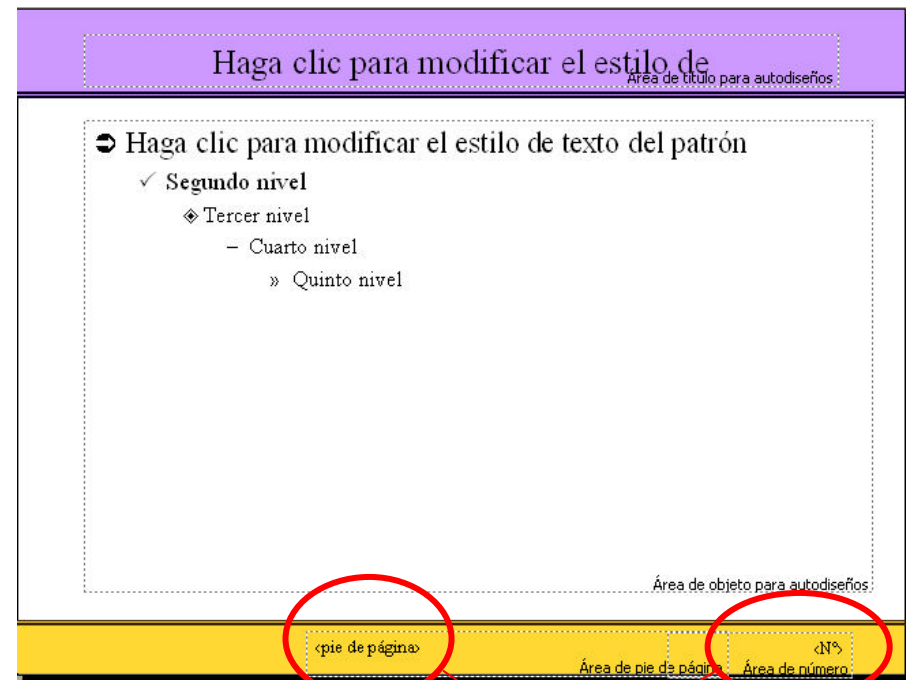 Haga clic para modificar el estilo de
Área de título para autodiseños
➲ Haga clic para modificar el estilo de texto del patrón
✓ Segundo nivel
◈ Tercer nivel
– Cuarto nivel
» Quinto nivel
Área de objeto para autodiseños
<pie de página>
<Nº>
Área de pie de página
Área de número